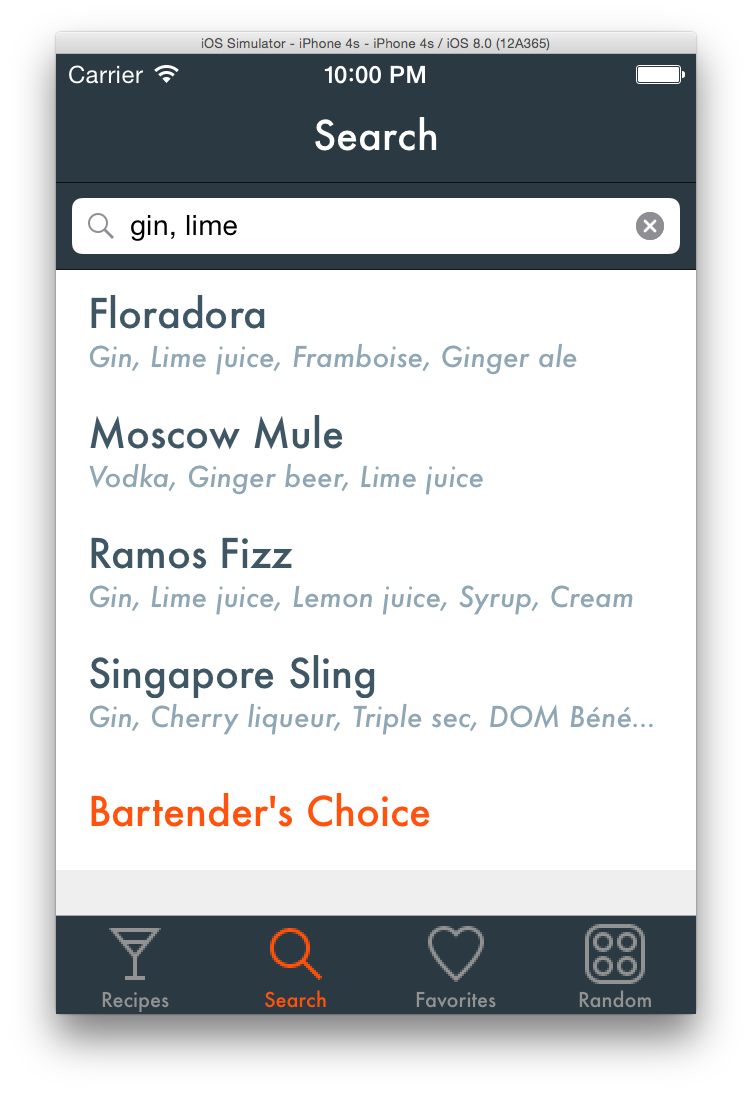 iOS Simulator - iPhone 4s - iPhone 4s / iOS 8.0 (12A365)
Carrier 10:00 PM
Search
gin, lime
Floradora
Gin, Lime juice, Framboise, Ginger ale
Moscow Mule
Vodka, Ginger beer, Lime juice
Ramos Fizz
Gin, Lime juice, Lemon juice, Syrup, Cream
Singapore Sling
Gin, Cherry liqueur, Triple sec, DOM Béné...
Bartender's Choice
Recipes Search Favorites Random